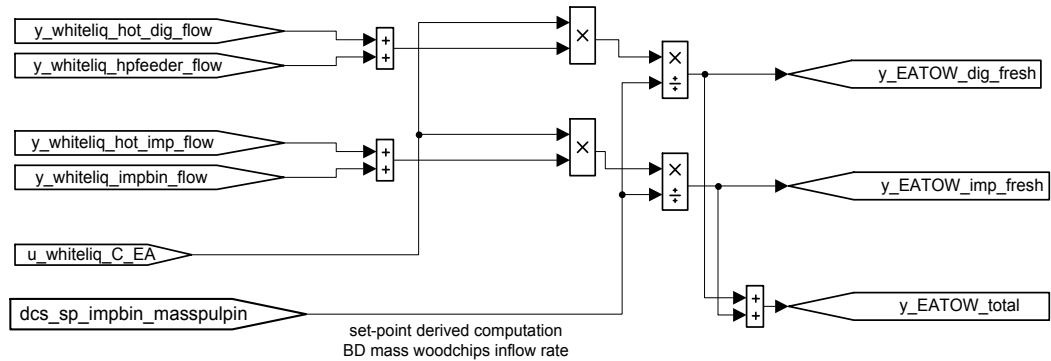 y_whiteliq_hot_dig_flow
y_whiteliq_hpfeeder_flow
+
+
×
×
÷
y_EATOW_dig_fresh
y_whiteliq_hot_imp_flow
y_whiteliq_impbin_flow
+
+
×
×
÷
y_EATOW_imp_fresh
u_whiteliq_C_EA
dcs_sp_impbin_masspulpin
+
+
y_EATOW_total
set-point derived computation
BD mass woodchips inflow rate